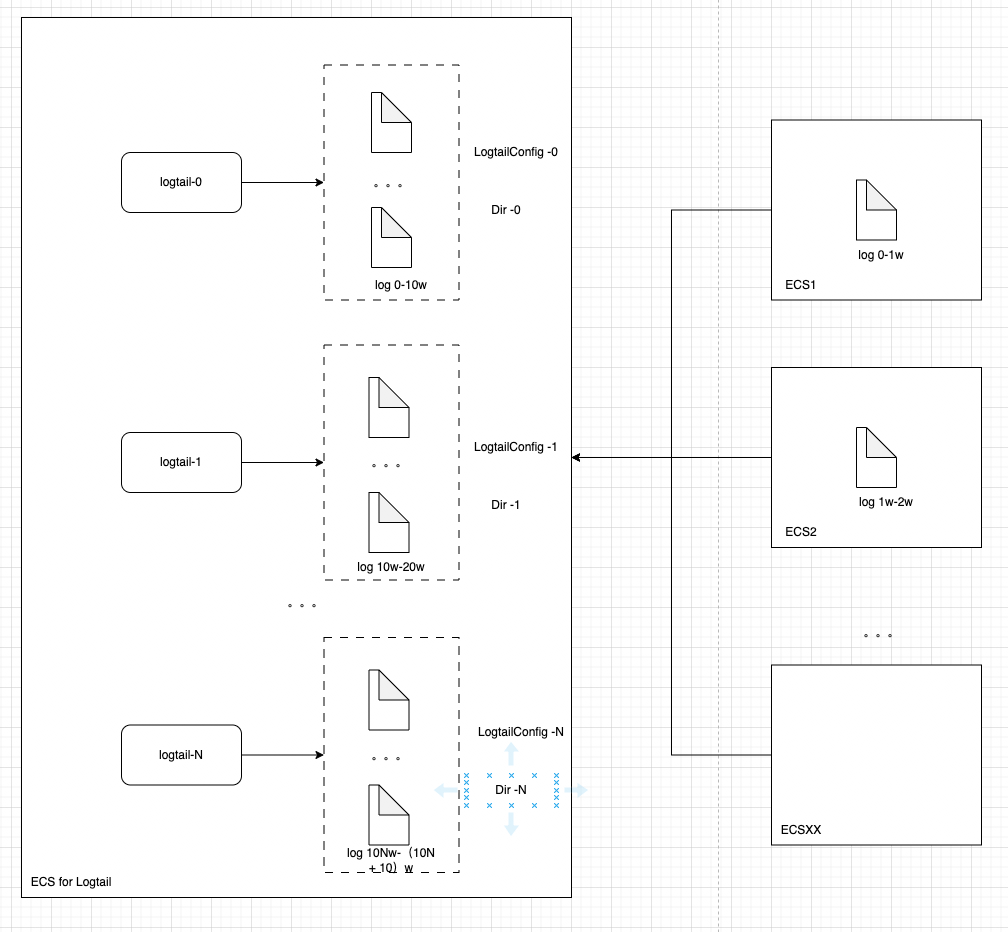 logtail-0
LogtailConfig -0
Dir -0
log 0-10w
logtail-1
LogtailConfig -1
Dir -1
log 10w-20w
logtail-N
LogtailConfig -N
Dir -N
log 10Nw-（10N
+ 10）w
ECS for Logtail
log 0-1w
ECS1
log 1w-2w
ECS2
ECSXX